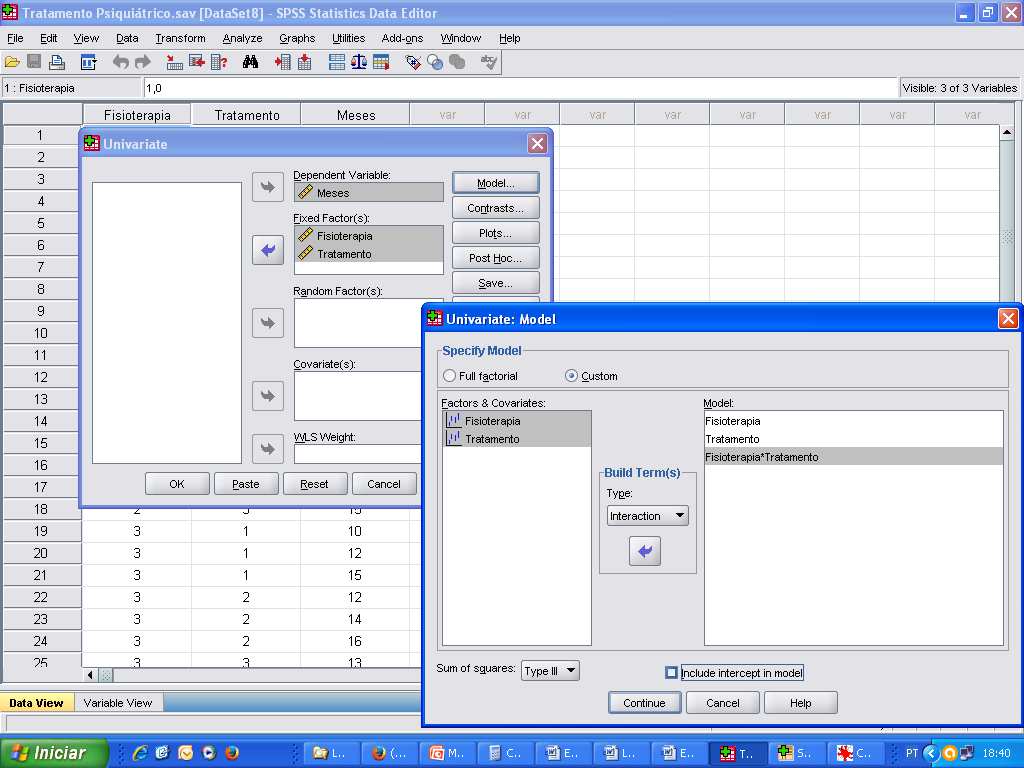 Tratamento Psiquiátrico.sav [DataSet8] - SPSS Statistics Data Editor
File Edit View Data Transform Analyze Graphs Utilities Add-ons Window Help
1 : Fisioterapia 1,0 Visible: 3 of 3 Variables
Fisioterapia Tratamento Meses var var var var var var var var
1
2
3
4
5
6
7
8
9
10
11
12
13
14
15
16
17
18 2 3 15
19 3 1 10
20 3 1 12
21 3 1 15
22 3 2 12
23 3 2 14
24 3 2 16
25 3 3 13
Univariate
Dependent Variable:
Meses
Fixed Factor(s):
Fisioterapia
Tratamento
Random Factor(s):
Covariate(s):
WLS Weight:
Model...
Contrasts...
Plots...
Post Hoc...
Save...
OK Paste Reset Cancel
Univariate: Model
Specify Model
Full factorial Custom
Factors & Covariates:
Fisioterapia
Tratamento
Build Term(s)
Type:
Interaction
Model:
Fisioterapia
Tratamento
Fisioterapia*Tratamento
Sum of squares: Type III Include intercept in model
Continue Cancel Help
Data View Variable View
Iniciar L... (... M... C... E... L... E... T... S... C... PT 18:40